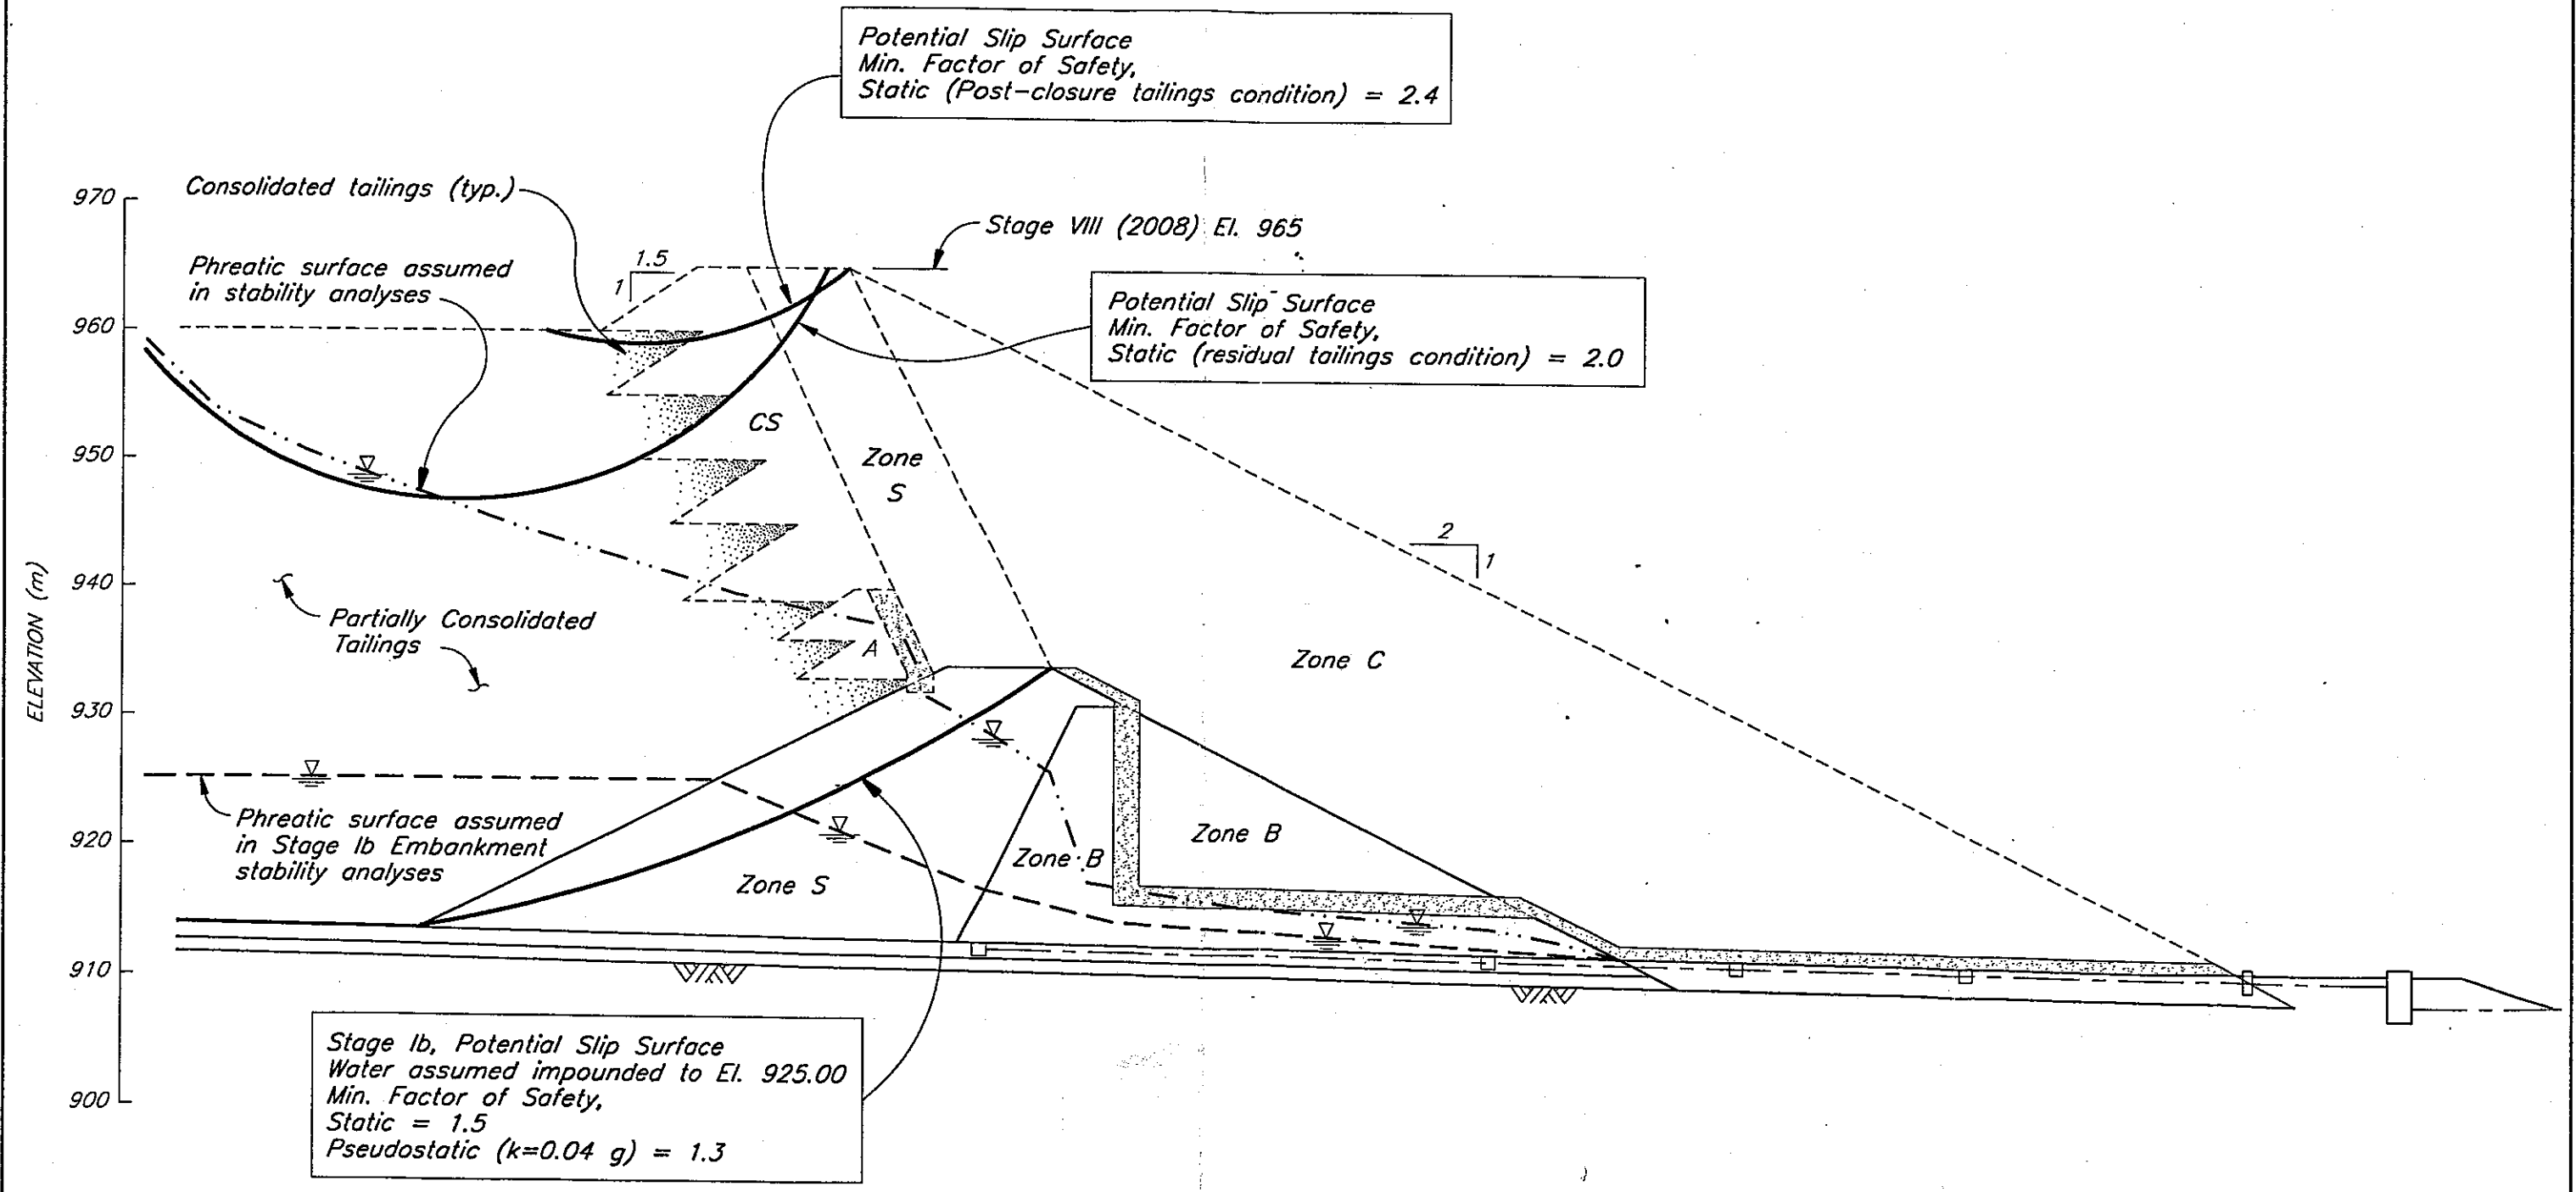 Potential Slip Surface
Min. Factor of Safety,
Static (Post-closure tailings condition) = 2.4
Consolidated tailings (typ.)
Stage VIII (2008) El. 965
Phreatic surface assumed
in stability analyses
1.5
1
Potential Slip Surface
Min. Factor of Safety,
Static (residual tailings condition) = 2.0
CS
Zone
S
2
1
Partially Consolidated
Tailings
A
Zone C
Phreatic surface assumed
in Stage Ib Embankment
stability analyses
Zone S
Zone B
Zone B
Stage Ib, Potential Slip Surface
Water assumed impounded to El. 925.00
Min. Factor of Safety,
Static = 1.5
Pseudostatic (k=0.04 g) = 1.3
ELEVATION (m)
970
960
950
940
930
920
910
900